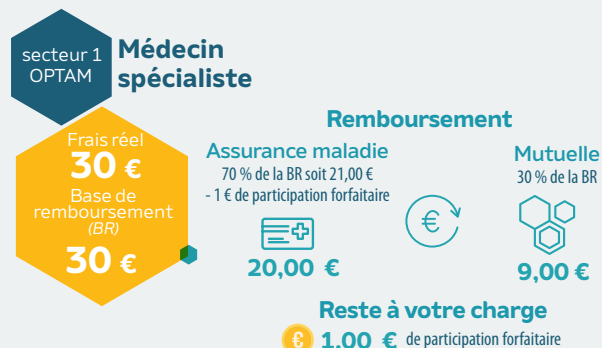 secteur 1
OPTAM
Médecin
spécialiste
Frais réel
30 €
Base de
remboursement
(BR)
30 €
Remboursement
Assurance maladie
70 % de la BR soit 21,00 €
- 1 € de participation forfaitaire
€
20,00 €
Mutuelle
30 % de la BR
9,00 €
Reste à votre charge
€ 1,00 € de participation forfaitaire